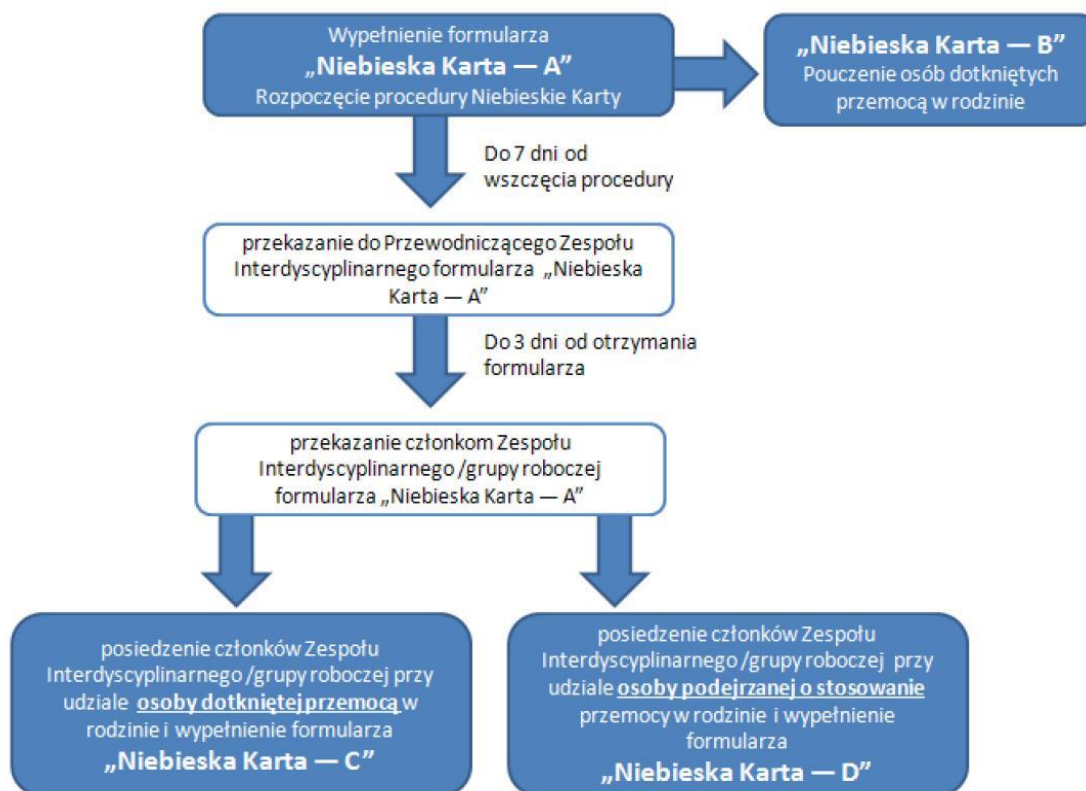 Wypełnienie formularza
„Niebieska Karta — A”
Rozpoczęcie procedury Niebieskie Karty
„Niebieska Karta — B”
Pouczenie osób dotkniętych
przemocą w rodzinie
Do 7 dni od
wszczęcia procedury
przekazanie do Przewodniczącego Zespołu
Interdyscyplinarnego formularza „Niebieska
Karta — A”
Do 3 dni od otrzymania
formularza
przekazanie członkom Zespołu
Interdyscyplinarnego /grupy roboczej
formularza „Niebieska Karta — A”
posiedzenie członków Zespołu
Interdyscyplinarnego /grupy roboczej przy
udziale osoby dotkniętej przemocą w
rodzinie i wypełnienie formularza
„Niebieska Karta — C”
posiedzenie członków Zespołu
Interdyscyplinarnego /grupy roboczej przy
udziale osoby podejrzanej o stosowanie
przemocy w rodzinie i wypełnienie
formularza
„Niebieska Karta — D”